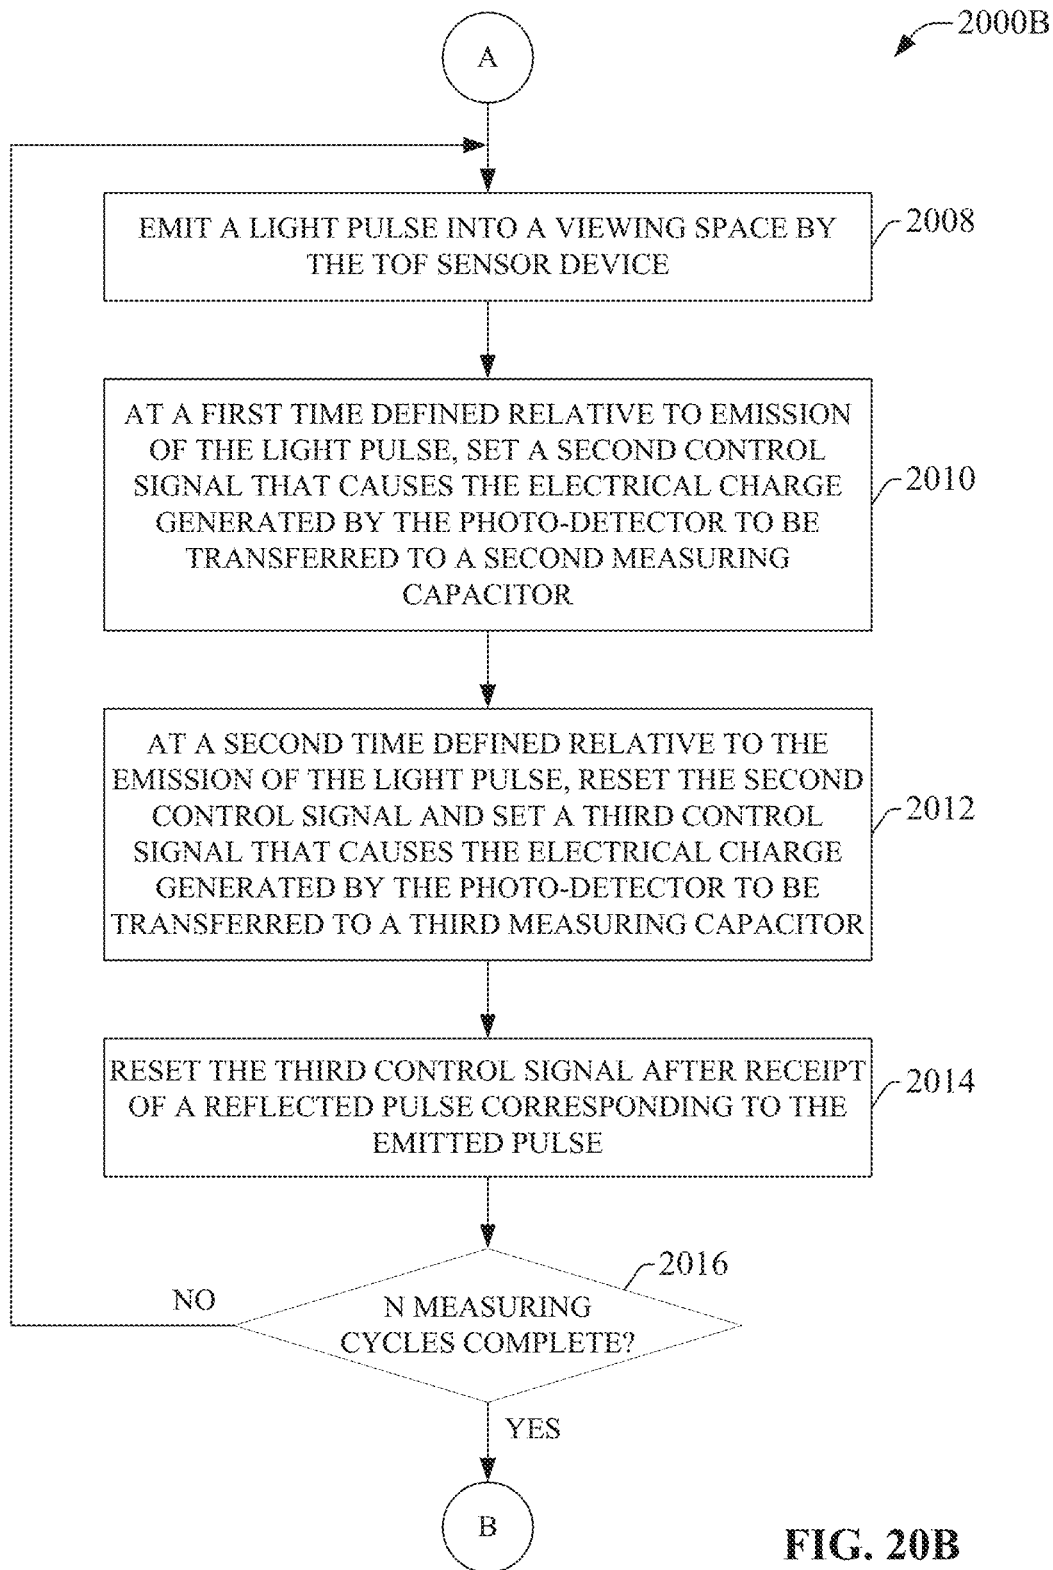 2000B
A
EMIT A LIGHT PULSE INTO A VIEWING SPACE BY
THE TOF SENSOR DEVICE
2008
AT A FIRST TIME DEFINED RELATIVE TO EMISSION
OF THE LIGHT PULSE, SET A SECOND CONTROL
SIGNAL THAT CAUSES THE ELECTRICAL CHARGE
GENERATED BY THE PHOTO-DETECTOR TO BE
TRANSFERRED TO A SECOND MEASURING
CAPACITOR
2010
AT A SECOND TIME DEFINED RELATIVE TO THE
EMISSION OF THE LIGHT PULSE, RESET THE SECOND
CONTROL SIGNAL AND SET A THIRD CONTROL
SIGNAL THAT CAUSES THE ELECTRICAL CHARGE
GENERATED BY THE PHOTO-DETECTOR TO BE
TRANSFERRED TO A THIRD MEASURING CAPACITOR
2012
RESET THE THIRD CONTROL SIGNAL AFTER RECEIPT
OF A REFLECTED PULSE CORRESPONDING TO THE
EMITTED PULSE
2014
2016
NO
N MEASURING
CYCLES COMPLETE?
YES
B
FIG. 20B